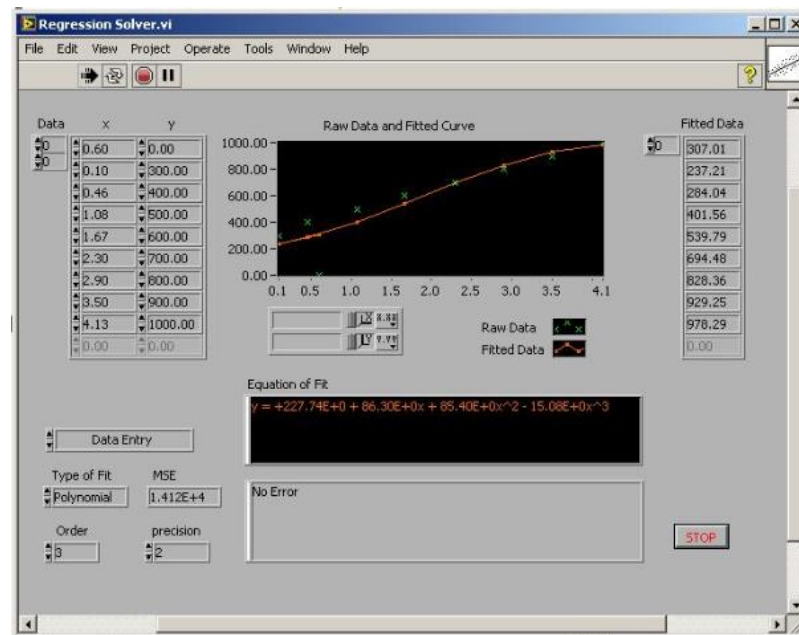 Regression Solver.vi
File Edit View Project Operate Tools Window Help
Data x y Raw Data and Fitted Curve Fitted Data
0 0.60 0.00 0 307.01
0 0.10 300.00 237.21
0.46 400.00 284.04
1.08 500.00 401.56
1.67 600.00 539.79
2.30 700.00 694.48
2.90 800.00 828.36
3.50 900.00 929.25
4.13 1000.00 978.29
0.00 0.00 0.00
1000.00
800.00
600.00
400.00
200.00
0.00
0.1 0.5 1.0 1.5 2.0 2.5 3.0 3.5 4.1
X 8.88
Y
Raw Data
Fitted Data
Equation of Fit
y = +227.74E+0 + 86.30E+0x + 85.40E+0x^2 - 15.08E+0x^3
Data Entry
Type of Fit MSE
Polynomial 1.412E+4
No Error
Order precision
3 2
STOP